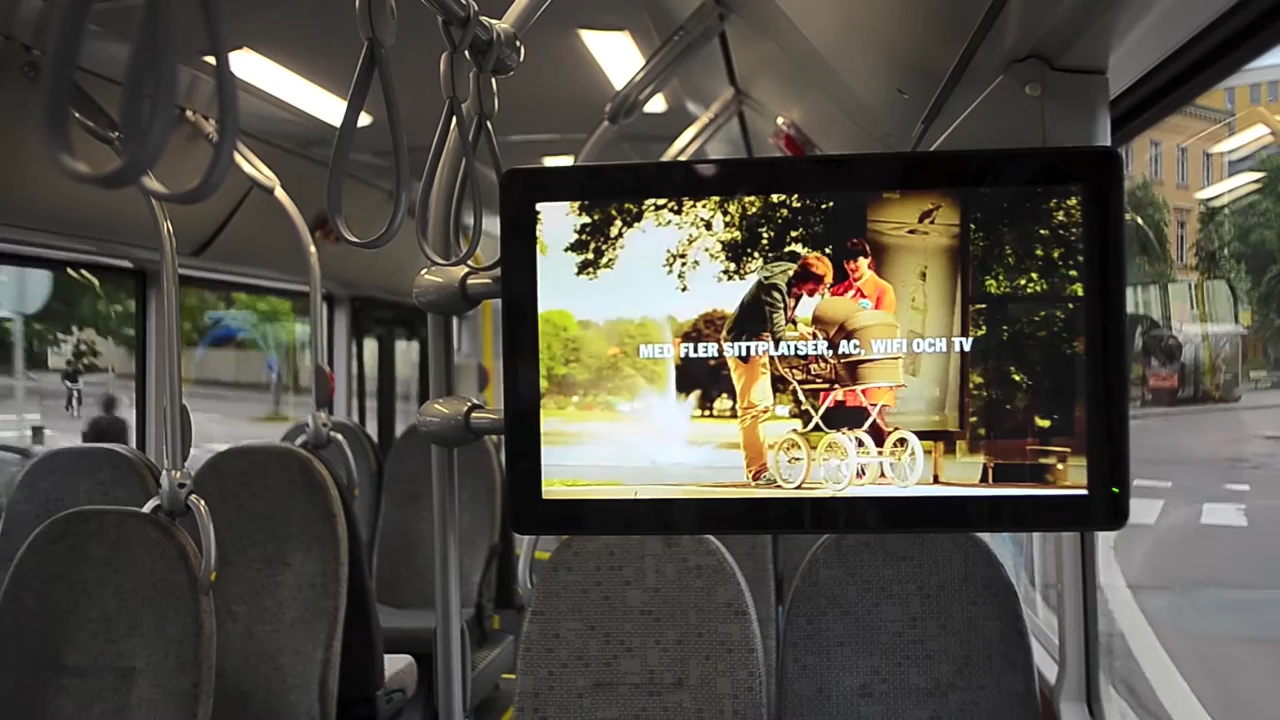 MED FLER SITTPLATSER, AC, WIFI OCH TV